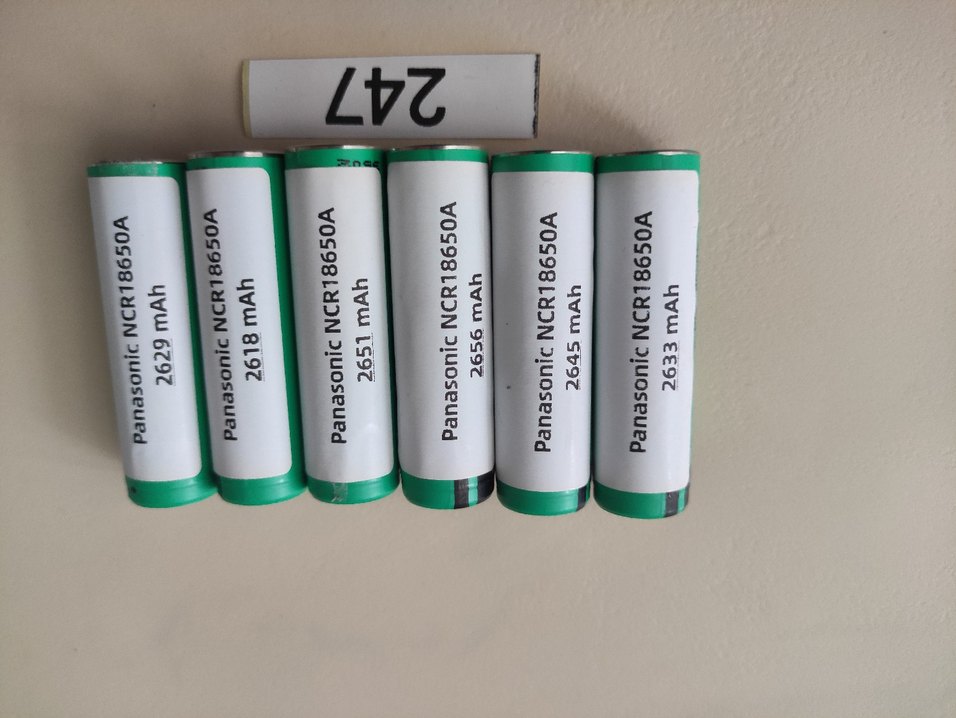 247
Panasonic NCR18650A
2629 mAh
Panasonic NCR18650A
2618 mAh
Panasonic NCR18650A
2651 mAh
Panasonic NCR18650A
2656 mAh
Panasonic NCR18650A
2645 mAh
Panasonic NCR18650A
2633 mAh